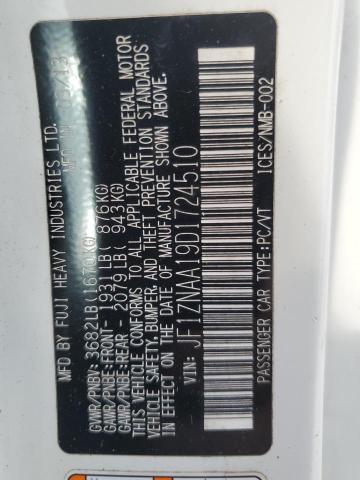 MFD BY FUJI HEAVY INDUSTRIES LTD.
MFD IN
GVWR/PNBV: 3682LB(1670KG)
GAWR/PNBE:FRONT- 1931LB( 876KG)
GAWR/PNBE:REAR - 2079LB( 943KG)
THIS VEHICLE CONFORMS TO ALL APPLICABLE FEDERAL MOTOR
VEHICLE SAFETY,BUMPER, AND THEFT PREVENTION STANDARDS
IN EFFECT ON THE DATE OF MANUFACTURE SHOWN ABOVE.
VIN: JF1ZNAA19D1724510
PASSENGER CAR TYPE:PC/VT ICES/NMB-002